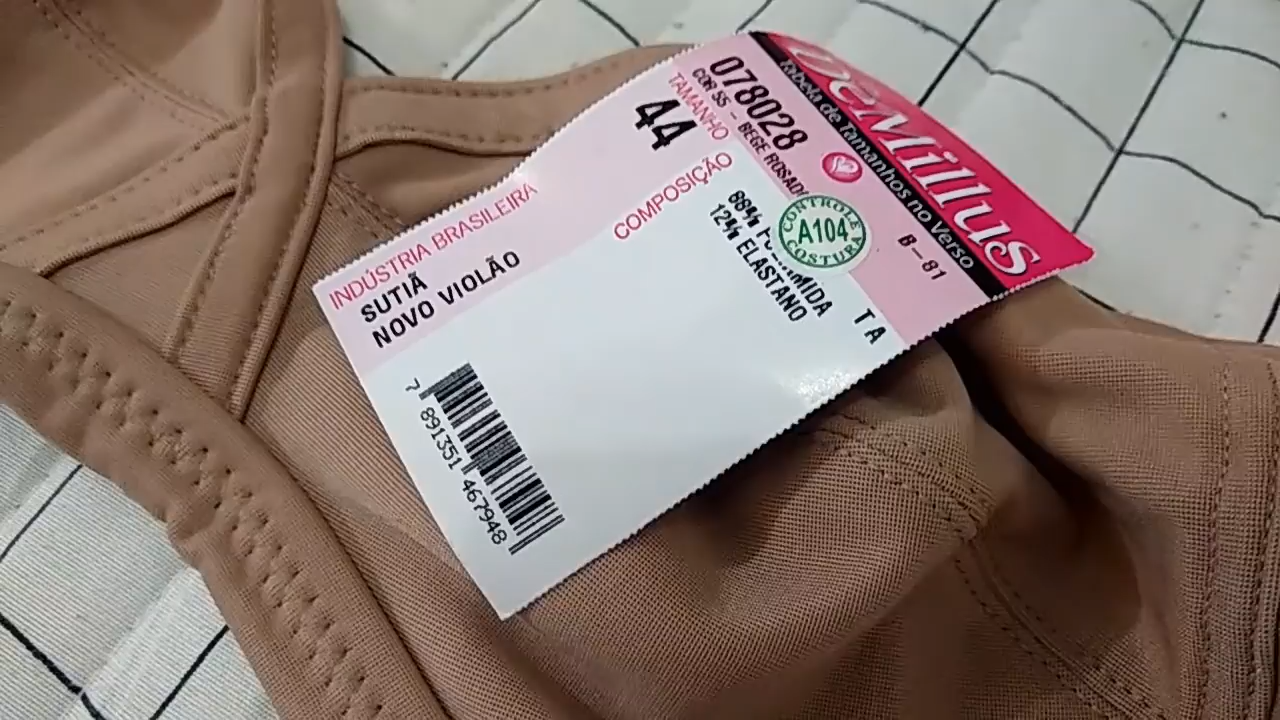 DeMillus
Tabela de Tamanhos no Verso
078028
COR 55 - BEGE ROSADO
TAMANHO
44
B-81
CONTROLE
A104
COSTURA
COMPOSIÇÃO
88% POLIAMIDA
12% ELASTANO
TA
INDÚSTRIA BRASILEIRA
SUTIÃ
NOVO VIOLÃO
7 891351 467948